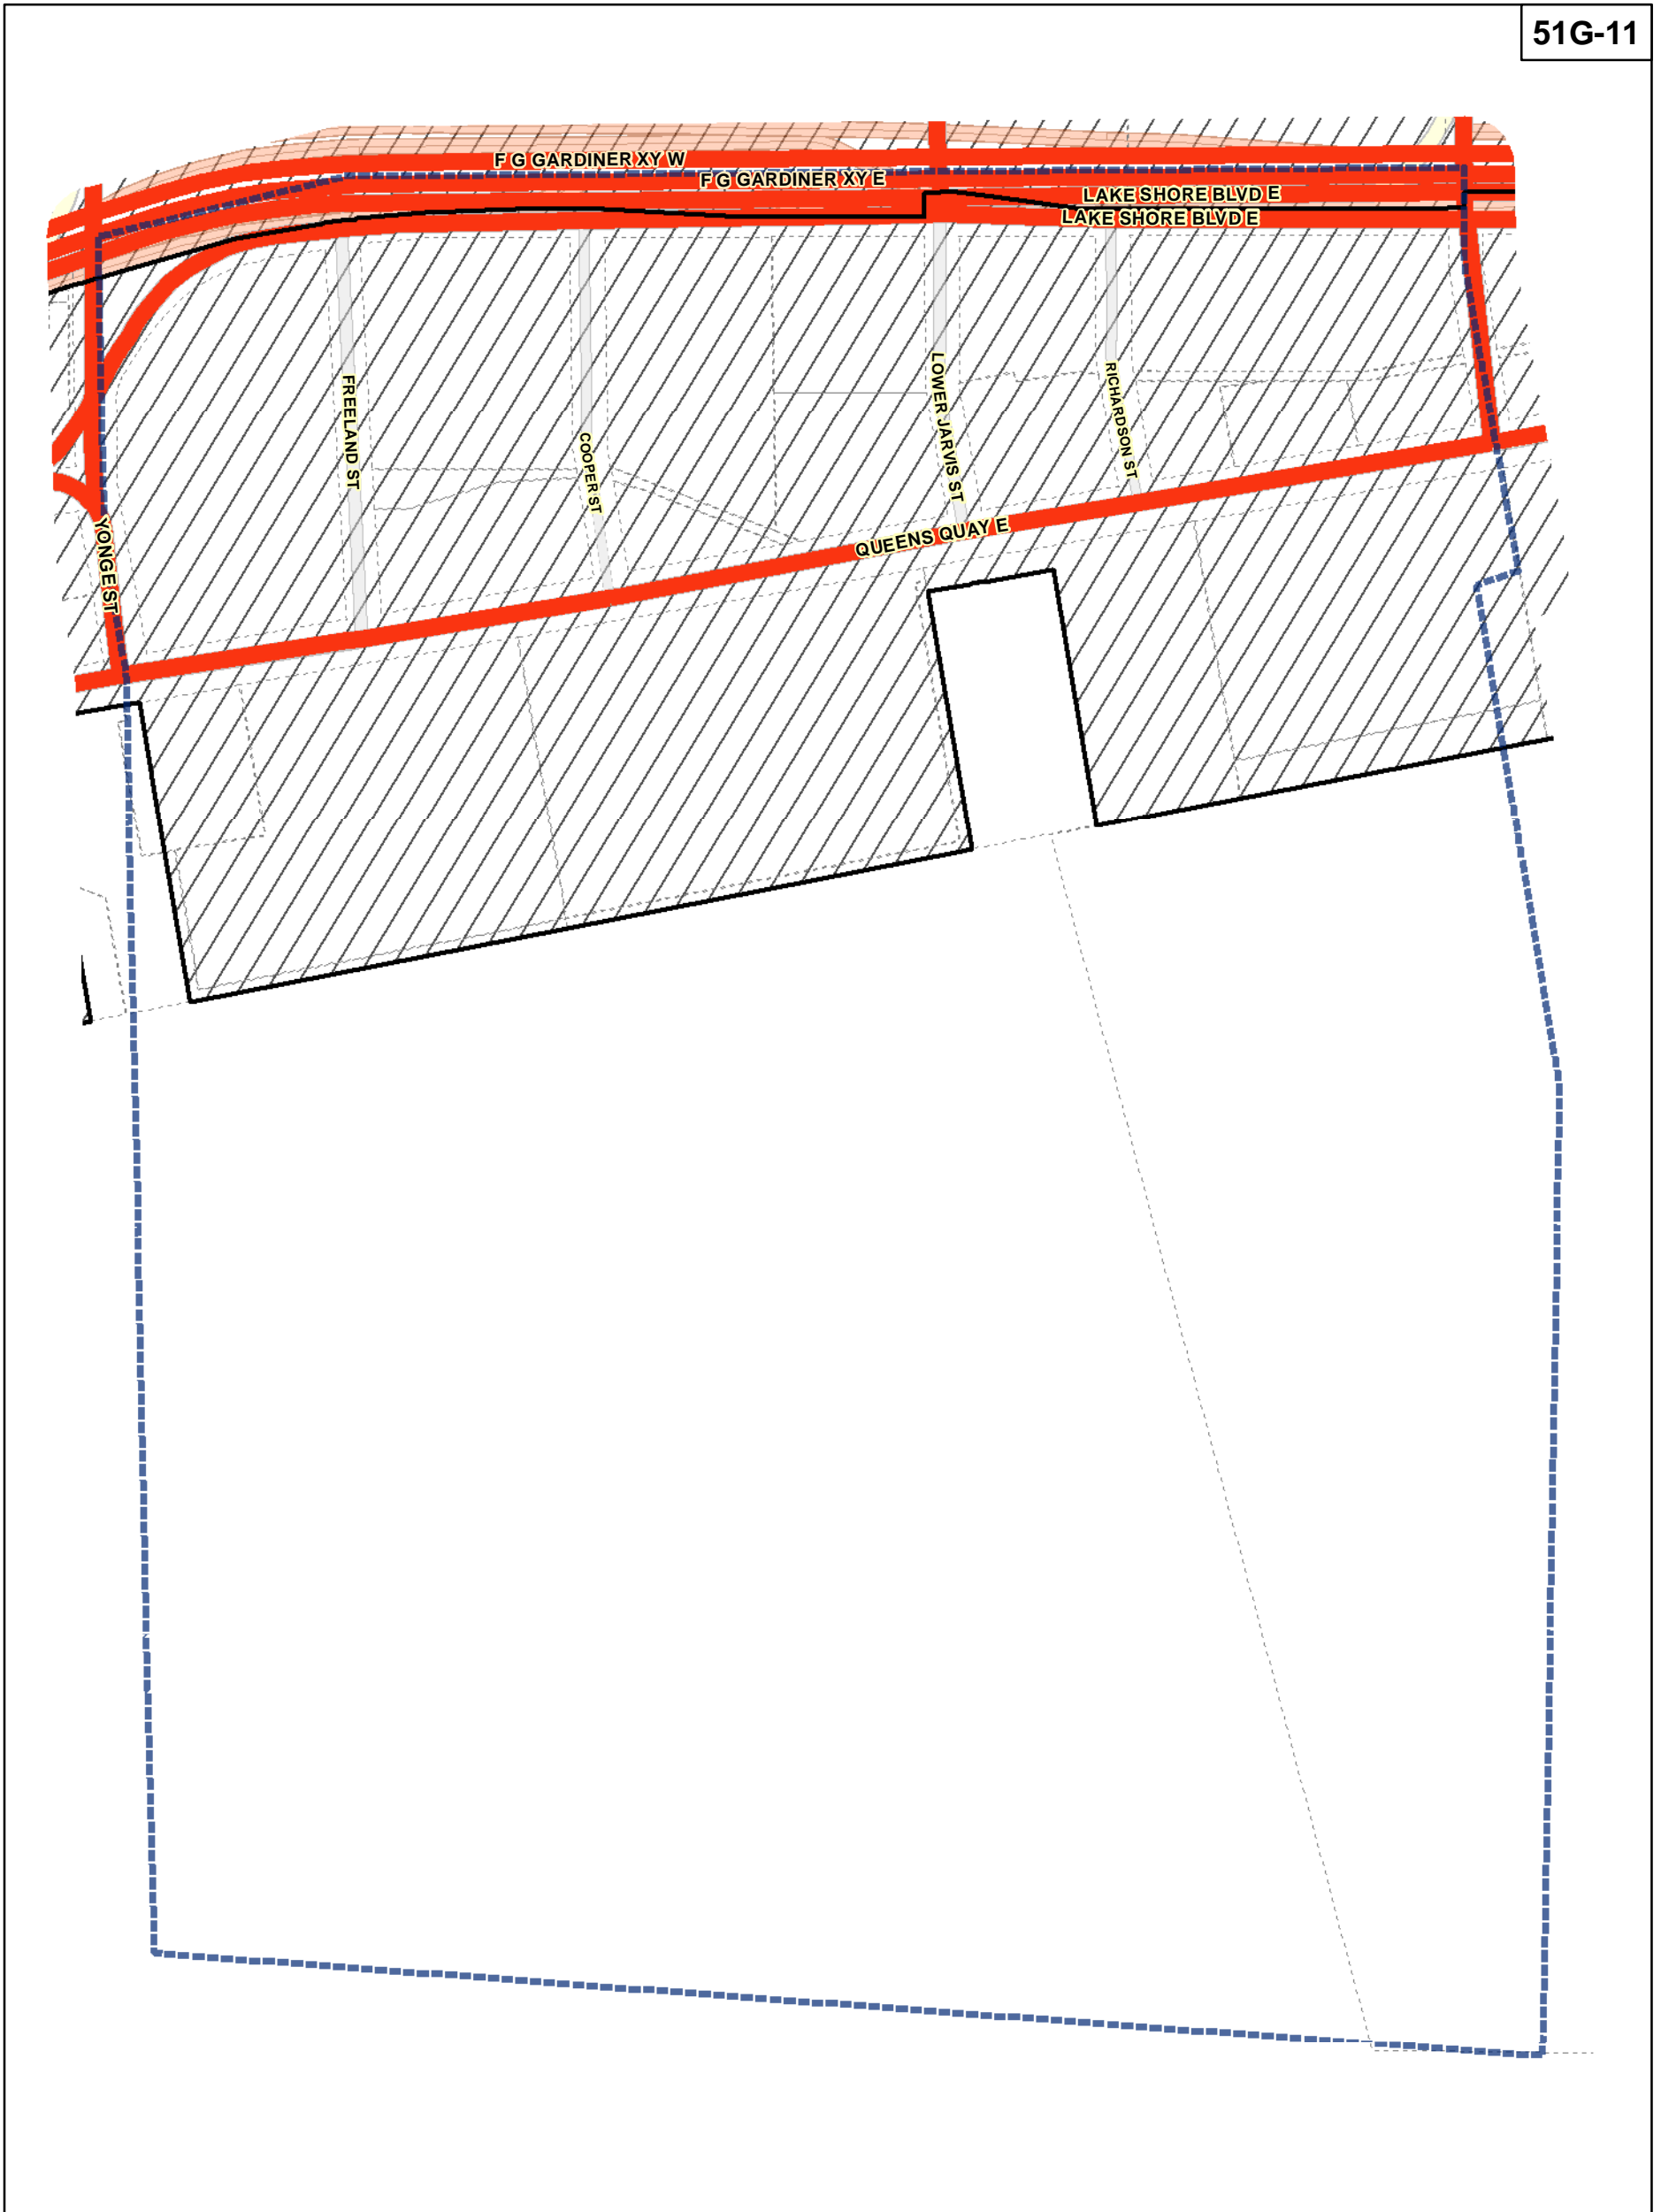 51G-11
F G GARDINER XY W
F G GARDINER XY E
LAKE SHORE BLVD E
LAKE SHORE BLVD E
FREELAND ST
COOPER ST
LOWER JARVIS ST
RICHARDSON ST
YONGE ST
QUEENS QUAY E